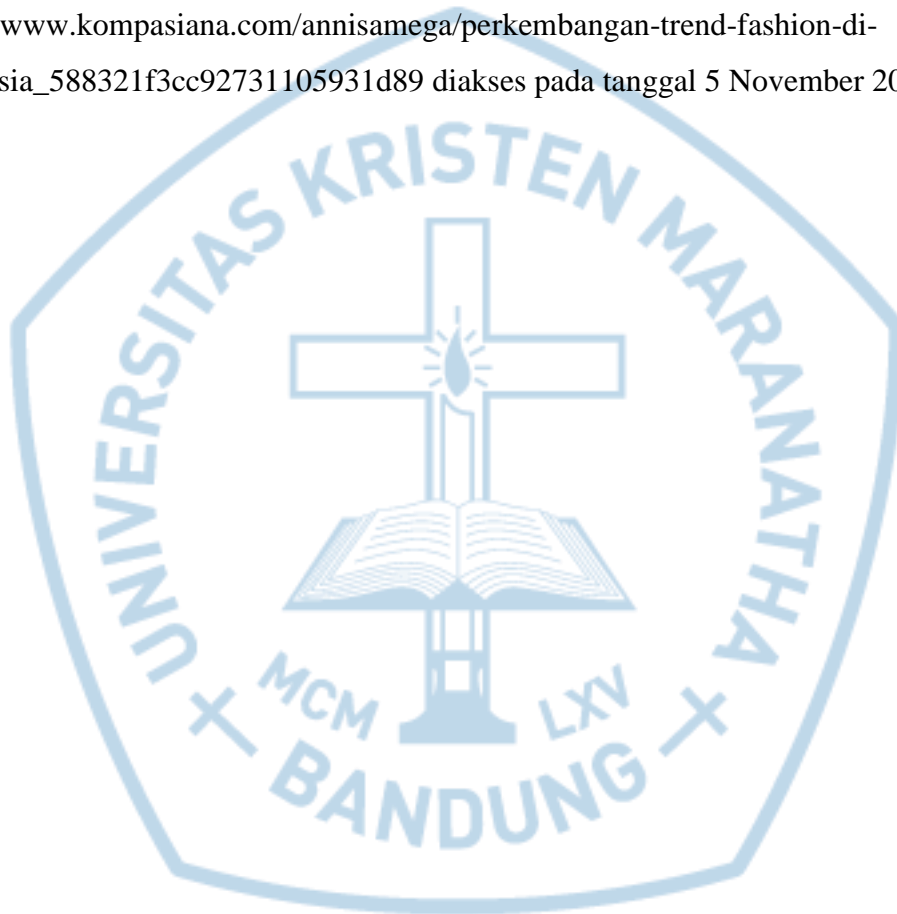 www.kompasiana.com/annisamega/perkembangan-trend-fashion-di-
sia_588321f3cc92731105931d89 diakses pada tanggal 5 November 20
UNIVERSITAS KRISTEN MARANATHA
MCM LXV
BANDUNG